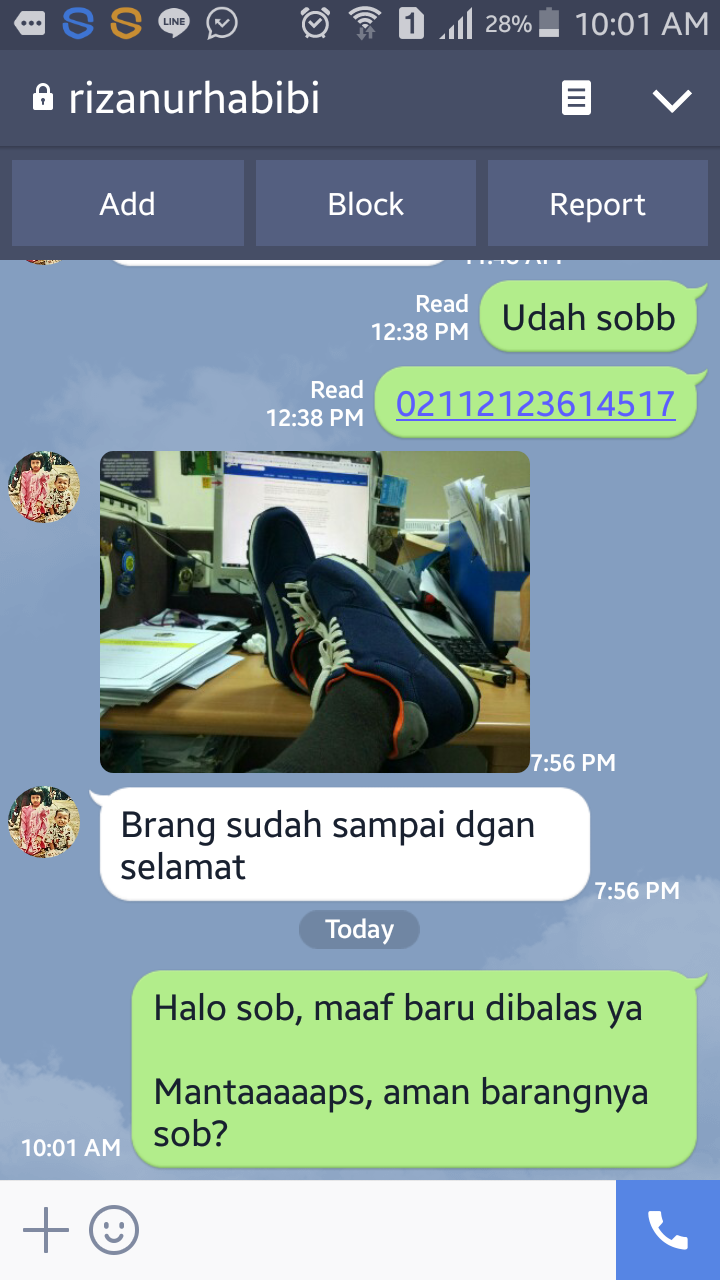 LINE
1
28%
10:01 AM
rizanurhabibi
Add
Block
Report
Read
12:38 PM
Udah sobb
Read
12:38 PM
02112123614517
7:56 PM
Brang sudah sampai dgan
selamat
7:56 PM
Today
Halo sob, maaf baru dibalas ya
Mantaaaaaps, aman barangnya
sob?
10:01 AM